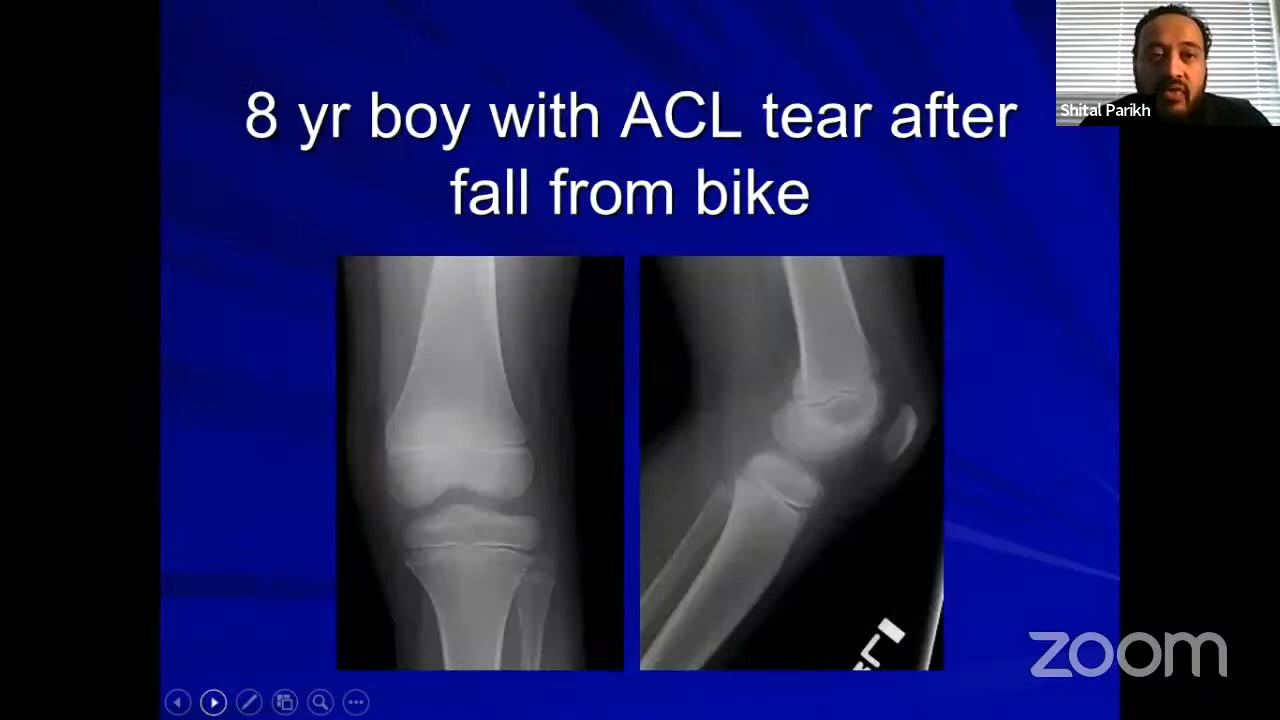 8 yr boy with ACL tear after
fall from bike
Shital Parikh
L
zoom